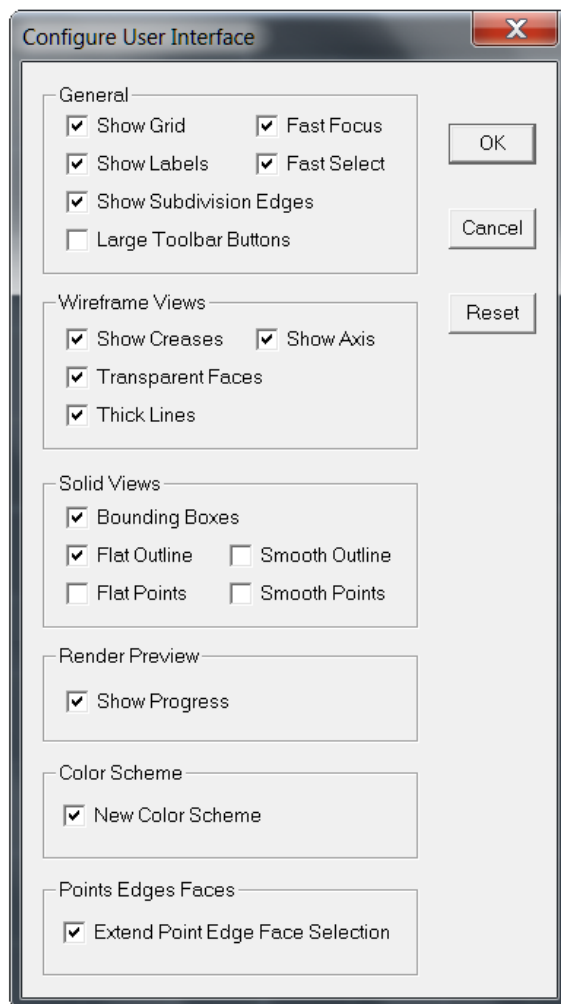 Configure User Interface
General
Show Grid Fast Focus
OK
Show Labels Fast Select
Show Subdivision Edges
Cancel
Large Toolbar Buttons
Wireframe Views
Reset
Show Creases Show Axis
Transparent Faces
Thick Lines
Solid Views
Bounding Boxes
Flat Outline Smooth Outline
Flat Points Smooth Points
Render Preview
Show Progress
Color Scheme
New Color Scheme
Points Edges Faces
Extend Point Edge Face Selection